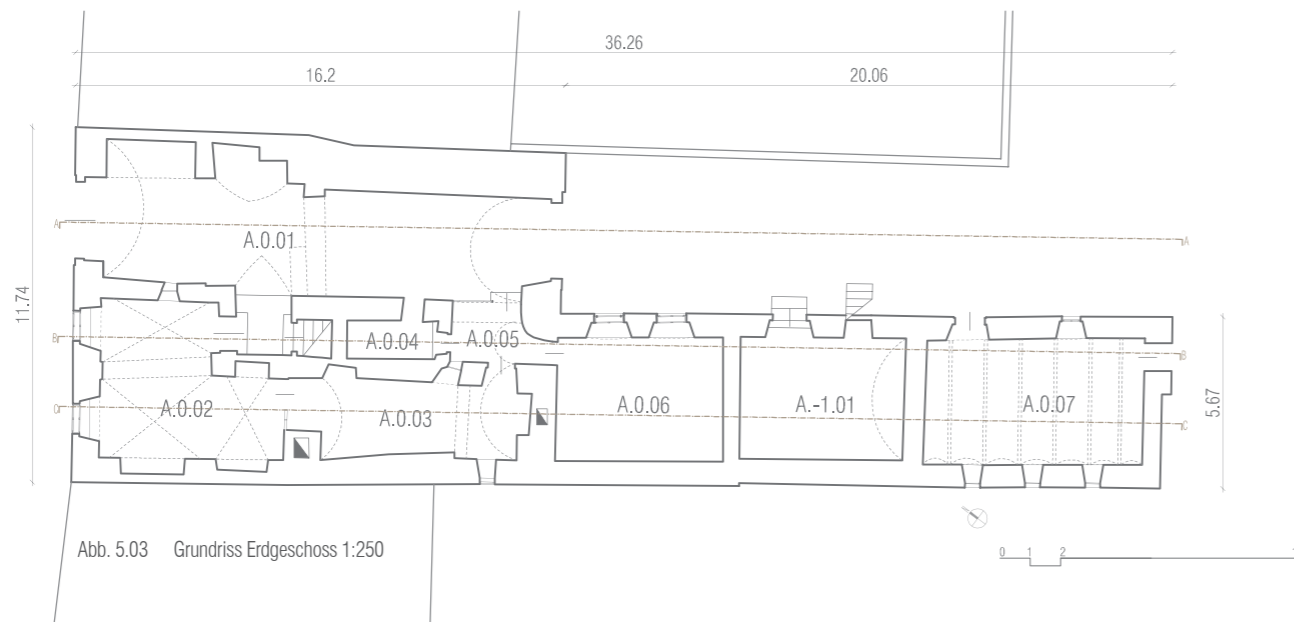 36.26
16.2 20.06
11.74
A A
A.0.01
B A.0.04 A.0.05 B
A.0.02 A.0.03 A.0.06 A.-1.01 A.0.07
C C
5.67
Abb. 5.03 Grundriss Erdgeschoss 1:250
0 1 2